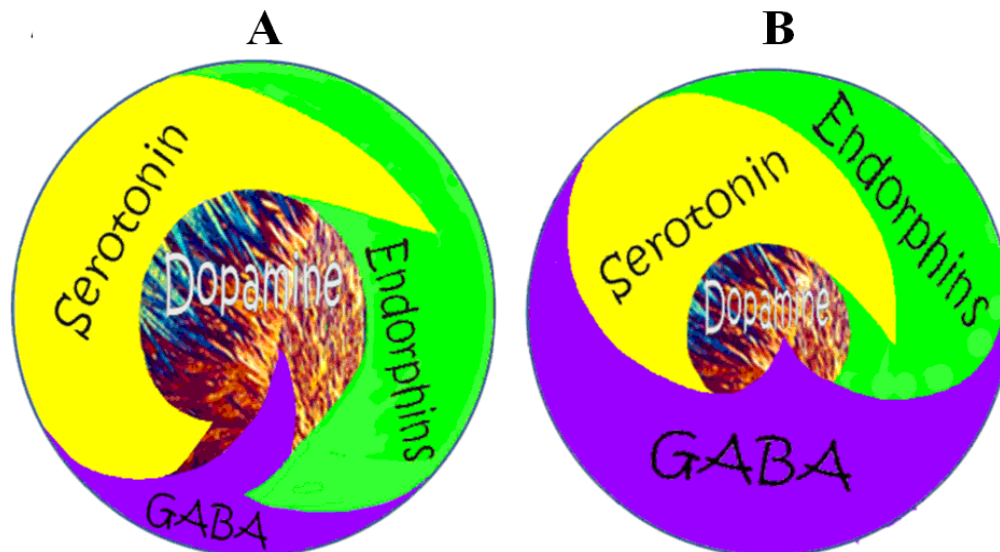 A
B
Serotonin
Dopamine
Endorphins
GABA
Serotonin
Dopamine
Endorphins
GABA